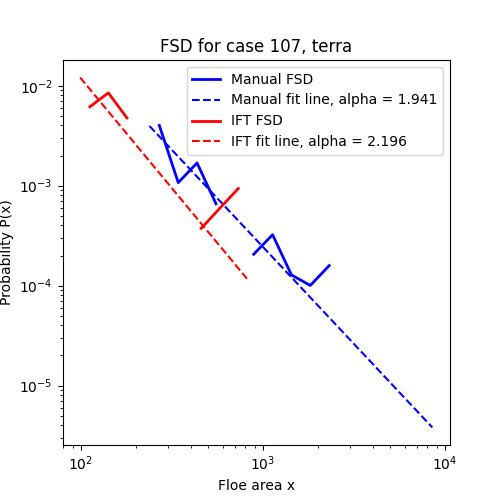 FSD for case 107, terra
Manual FSD
Manual fit line, alpha = 1.941
IFT FSD
IFT fit line, alpha = 2.196
Probability P(x)
10⁻²
10⁻³
10⁻⁴
10⁻⁵
10² 10³ 10⁴
Floe area x